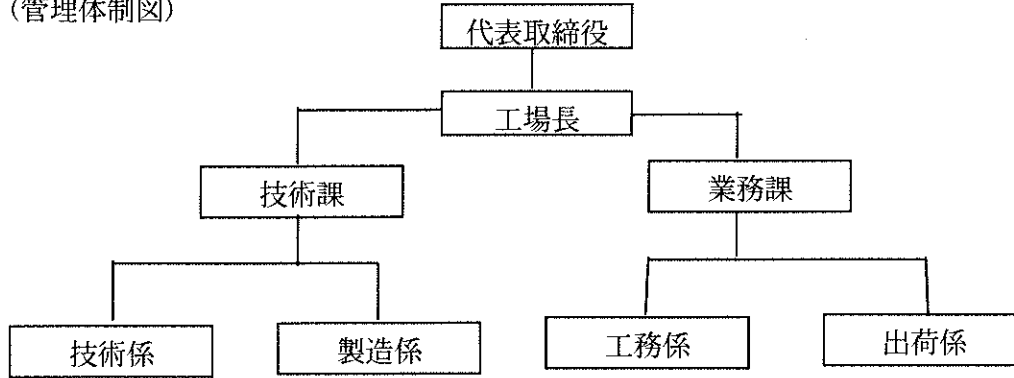 （管理体制図）
代表取締役
工場長
技術課
業務課
技術係
製造係
工務係
出荷係